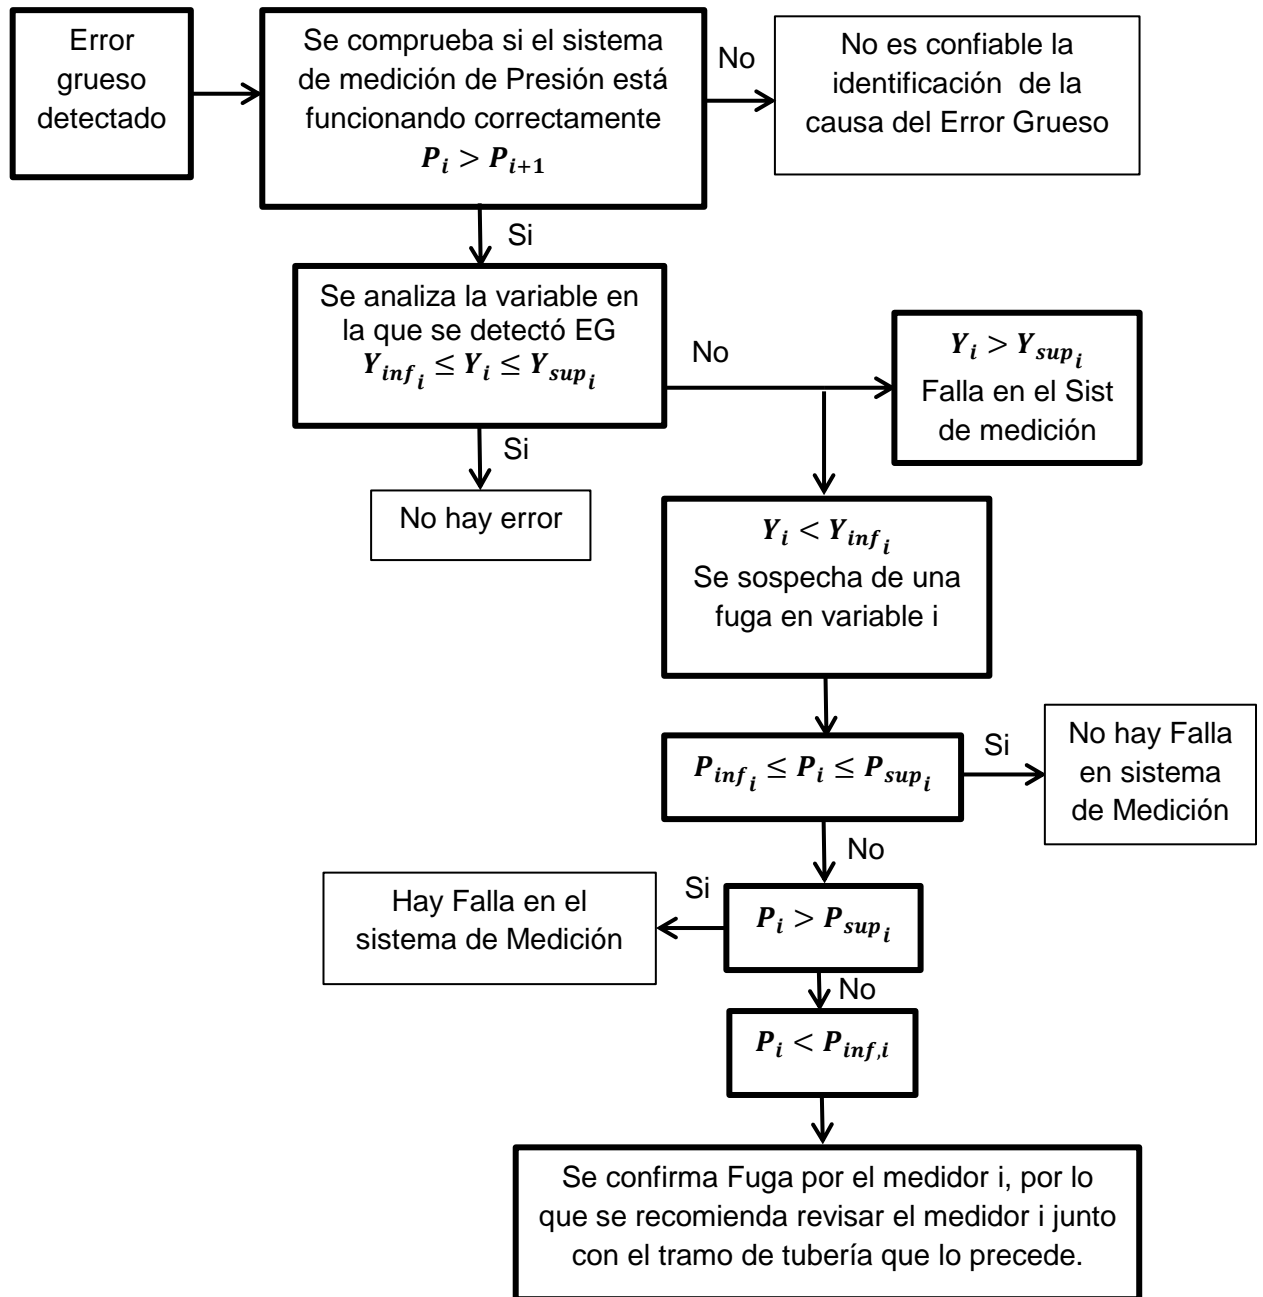 Error
grueso
detectado
Se comprueba si el sistema
de medición de Presión está
funcionando correctamente
P_i > P_{i+1}
No
No es confiable la
identificación de la
causa del Error Grueso
Si
Se analiza la variable en
la que se detectó EG
Y_{inf_i} ≤ Y_i ≤ Y_{sup_i}
No
Y_i > Y_{sup_i}
Falla en el Sist
de medición
Si
No hay error
Y_i < Y_{inf_i}
Se sospecha de una
fuga en variable i
P_{inf_i} ≤ P_i ≤ P_{sup_i}
Si
No hay Falla
en sistema
de Medición
No
P_i > P_{sup_i}
Si
Hay Falla en el
sistema de Medición
No
P_i < P_{inf,i}
Se confirma Fuga por el medidor i, por lo
que se recomienda revisar el medidor i junto
con el tramo de tubería que lo precede.